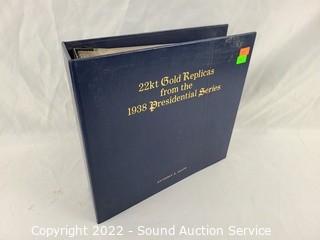 22kt Gold Replicas
from the
1938 Presidential Series
Copyright 2022 - Sound Auction Service